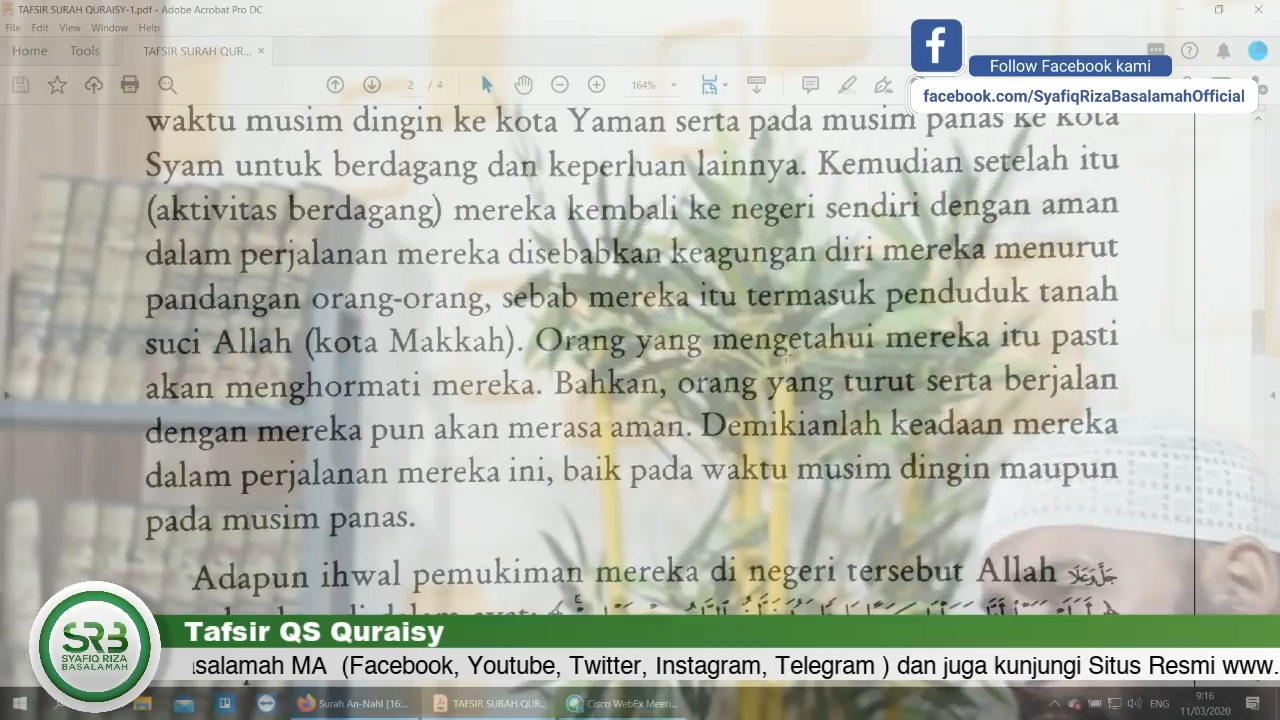 TAFSIR SURAH QURAISY-1.pdf - Adobe Acrobat Pro DC
File Edit View Window Help
Home Tools TAFSIR SURAH QUR... ×
2 / 4 164%
Follow Facebook kami
facebook.com/SyafiqRizaBasalamahOfficial
waktu musim dingin ke kota Yaman serta pada musim panas ke kota
Syam untuk berdagang dan keperluan lainnya. Kemudian setelah itu
(aktivitas berdagang) mereka kembali ke negeri sendiri dengan aman
dalam perjalanan mereka disebabkan keagungan diri mereka menurut
pandangan orang-orang, sebab mereka itu termasuk penduduk tanah
suci Allah (kota Makkah). Orang yang mengetahui mereka itu pasti
akan menghormati mereka. Bahkan, orang yang turut serta berjalan
dengan mereka pun akan merasa aman. Demikianlah keadaan mereka
dalam perjalanan mereka ini, baik pada waktu musim dingin maupun
pada musim panas.
Adapun ihwal pemukiman mereka di negeri tersebut Allah جَلَّ وَعَلَا
SRB
SYAFIQ RIZA
BASALAMAH
Tafsir QS Quraisy
asalamah MA (Facebook, Youtube, Twitter, Instagram, Telegram ) dan juga kunjungi Situs Resmi www.
Surah An-Nahl [16:... TAFSIR SURAH QUR... Cisco WebEx Meeti... ENG 9:16
11/03/2020